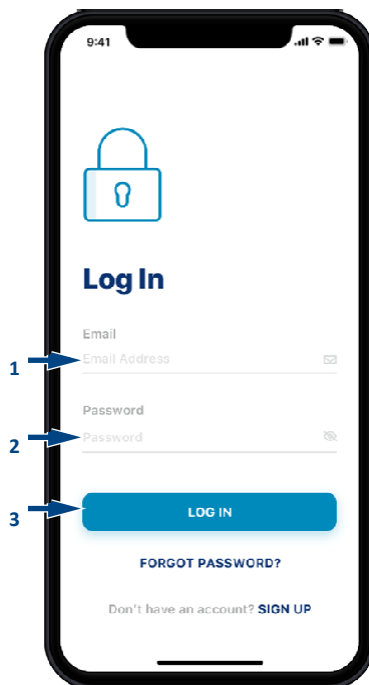 9:41
Log In
Email
1 Email Address
Password
2 Password
3 LOG IN
FORGOT PASSWORD?
Don't have an account? SIGN UP